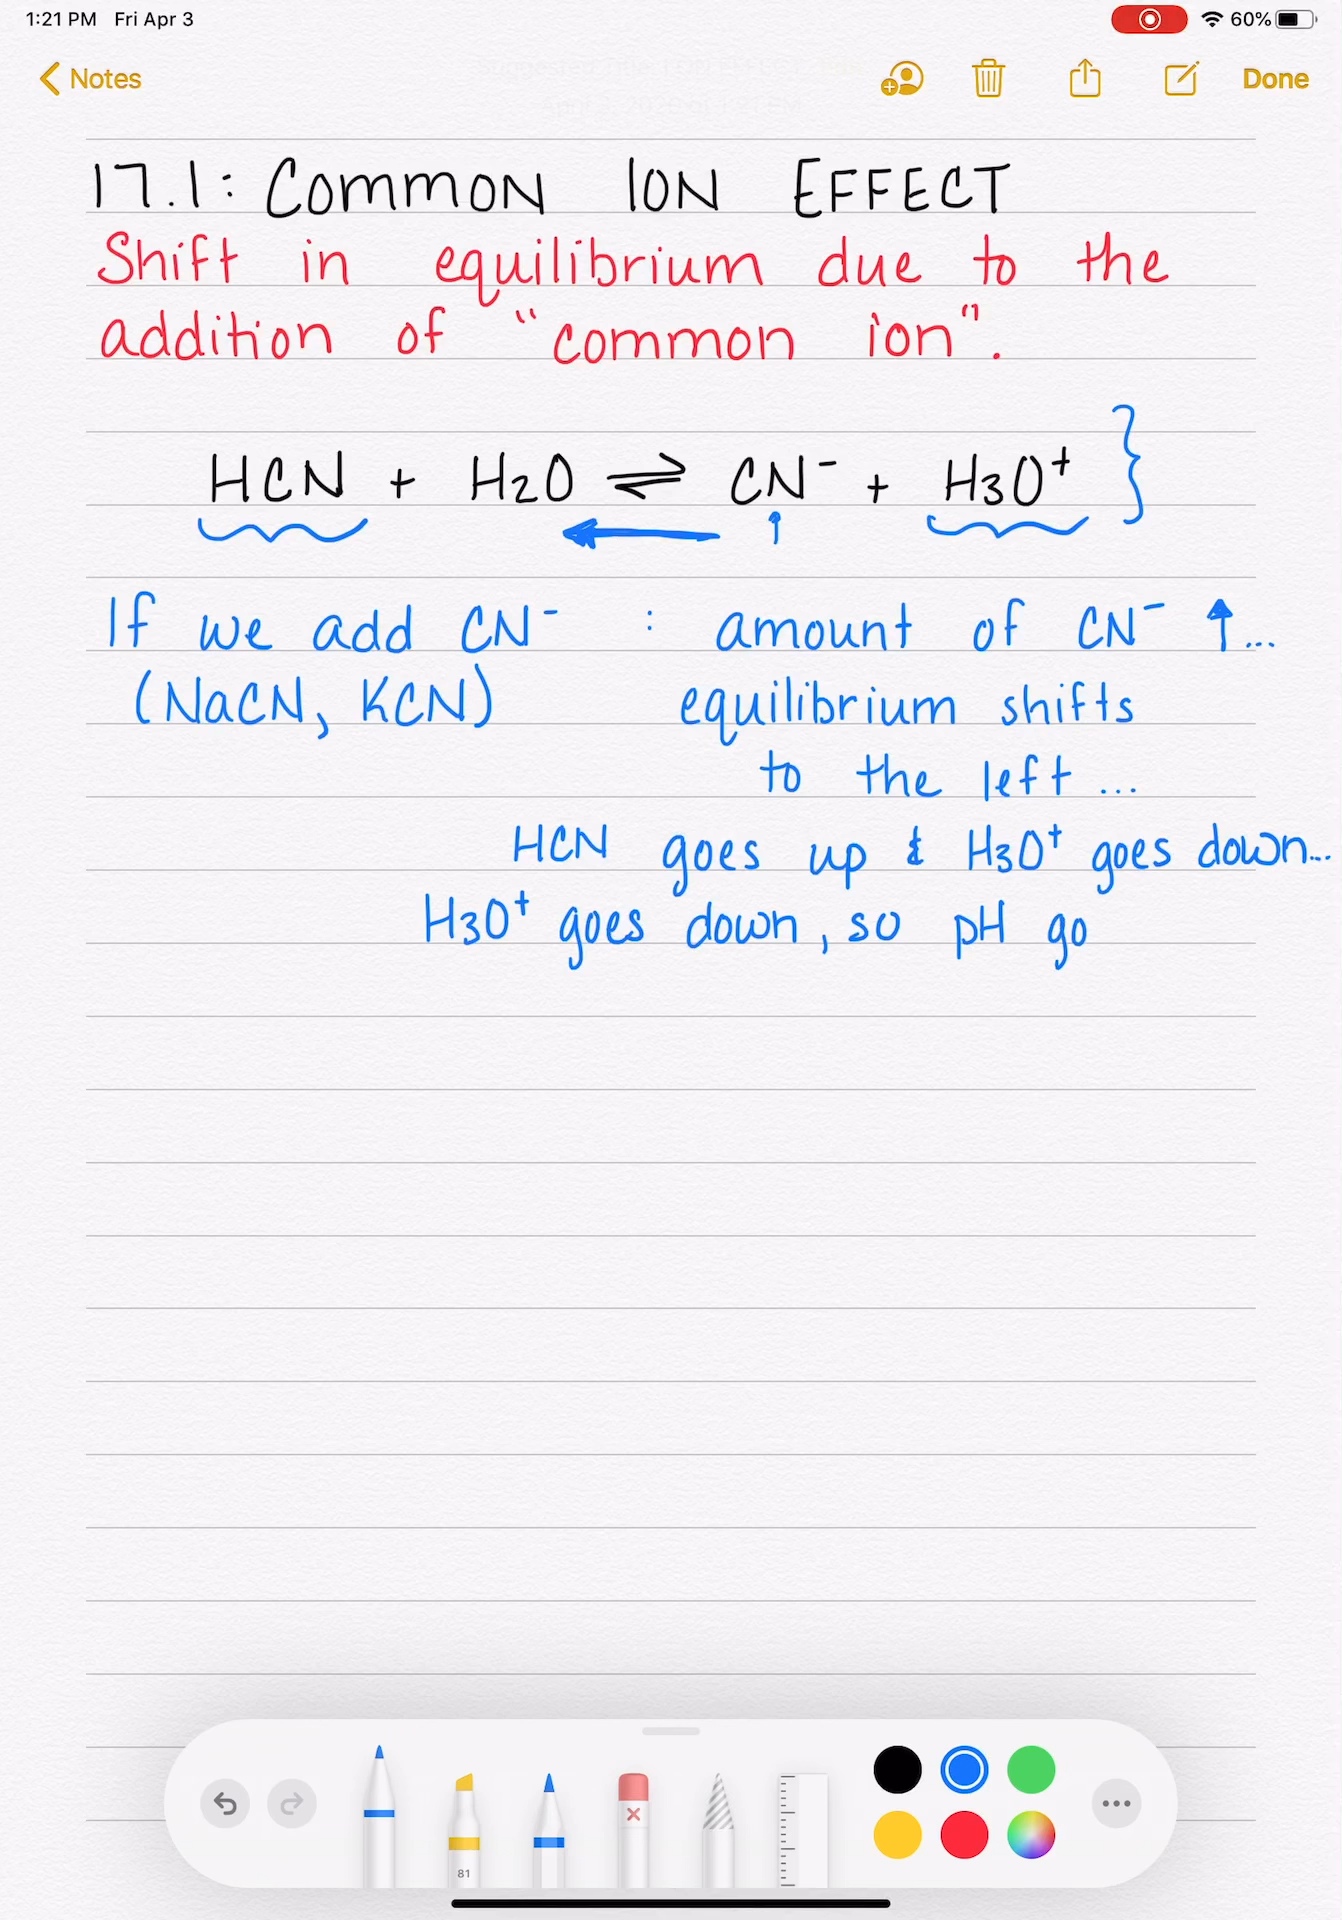 1:21 PM Fri Apr 3 60%
Notes Done
17.1: COMMON ION EFFECT
Shift in equilibrium due to the
addition of "common ion".
HCN + H2O ⇌ CN⁻ + H3O⁺ }
← ↑
If we add CN⁻ : amount of CN⁻ ↑...
(NaCN, KCN) equilibrium shifts
to the left ...
HCN goes up & H3O⁺ goes down...
H3O⁺ goes down, so pH go
81